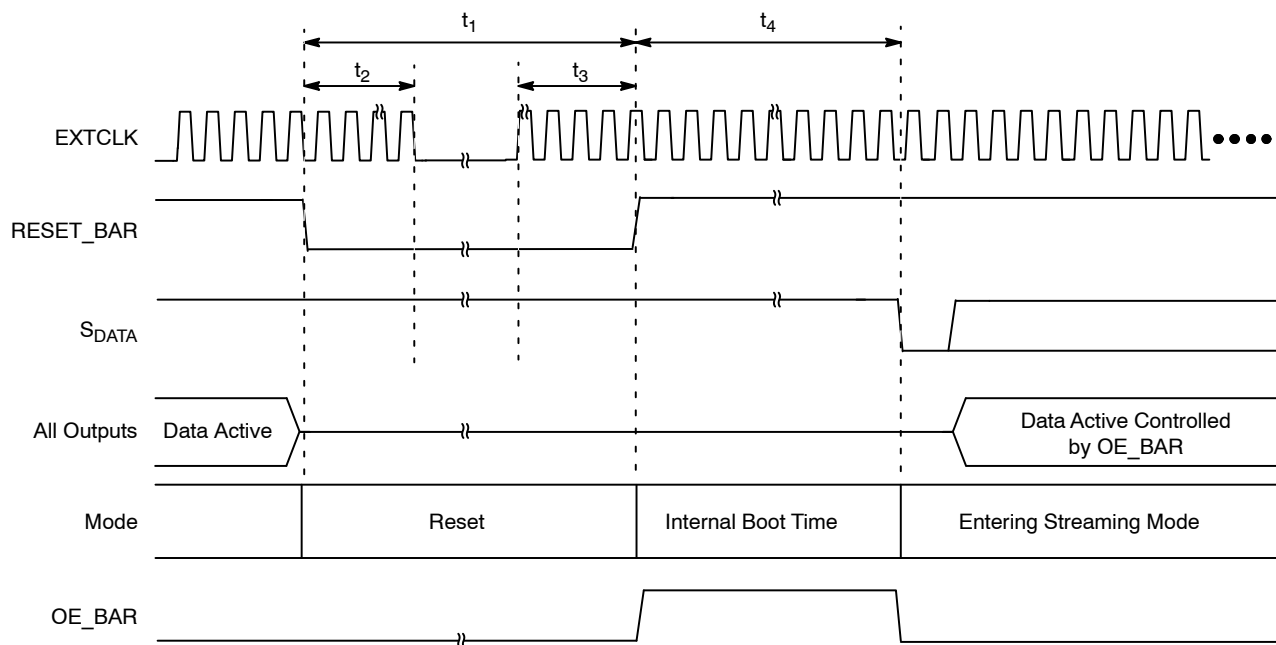 t1
t4
t2
t3
EXTCLK
RESET_BAR
SDATA
All Outputs
Data Active
Data Active Controlled
by OE_BAR
Mode
Reset
Internal Boot Time
Entering Streaming Mode
OE_BAR